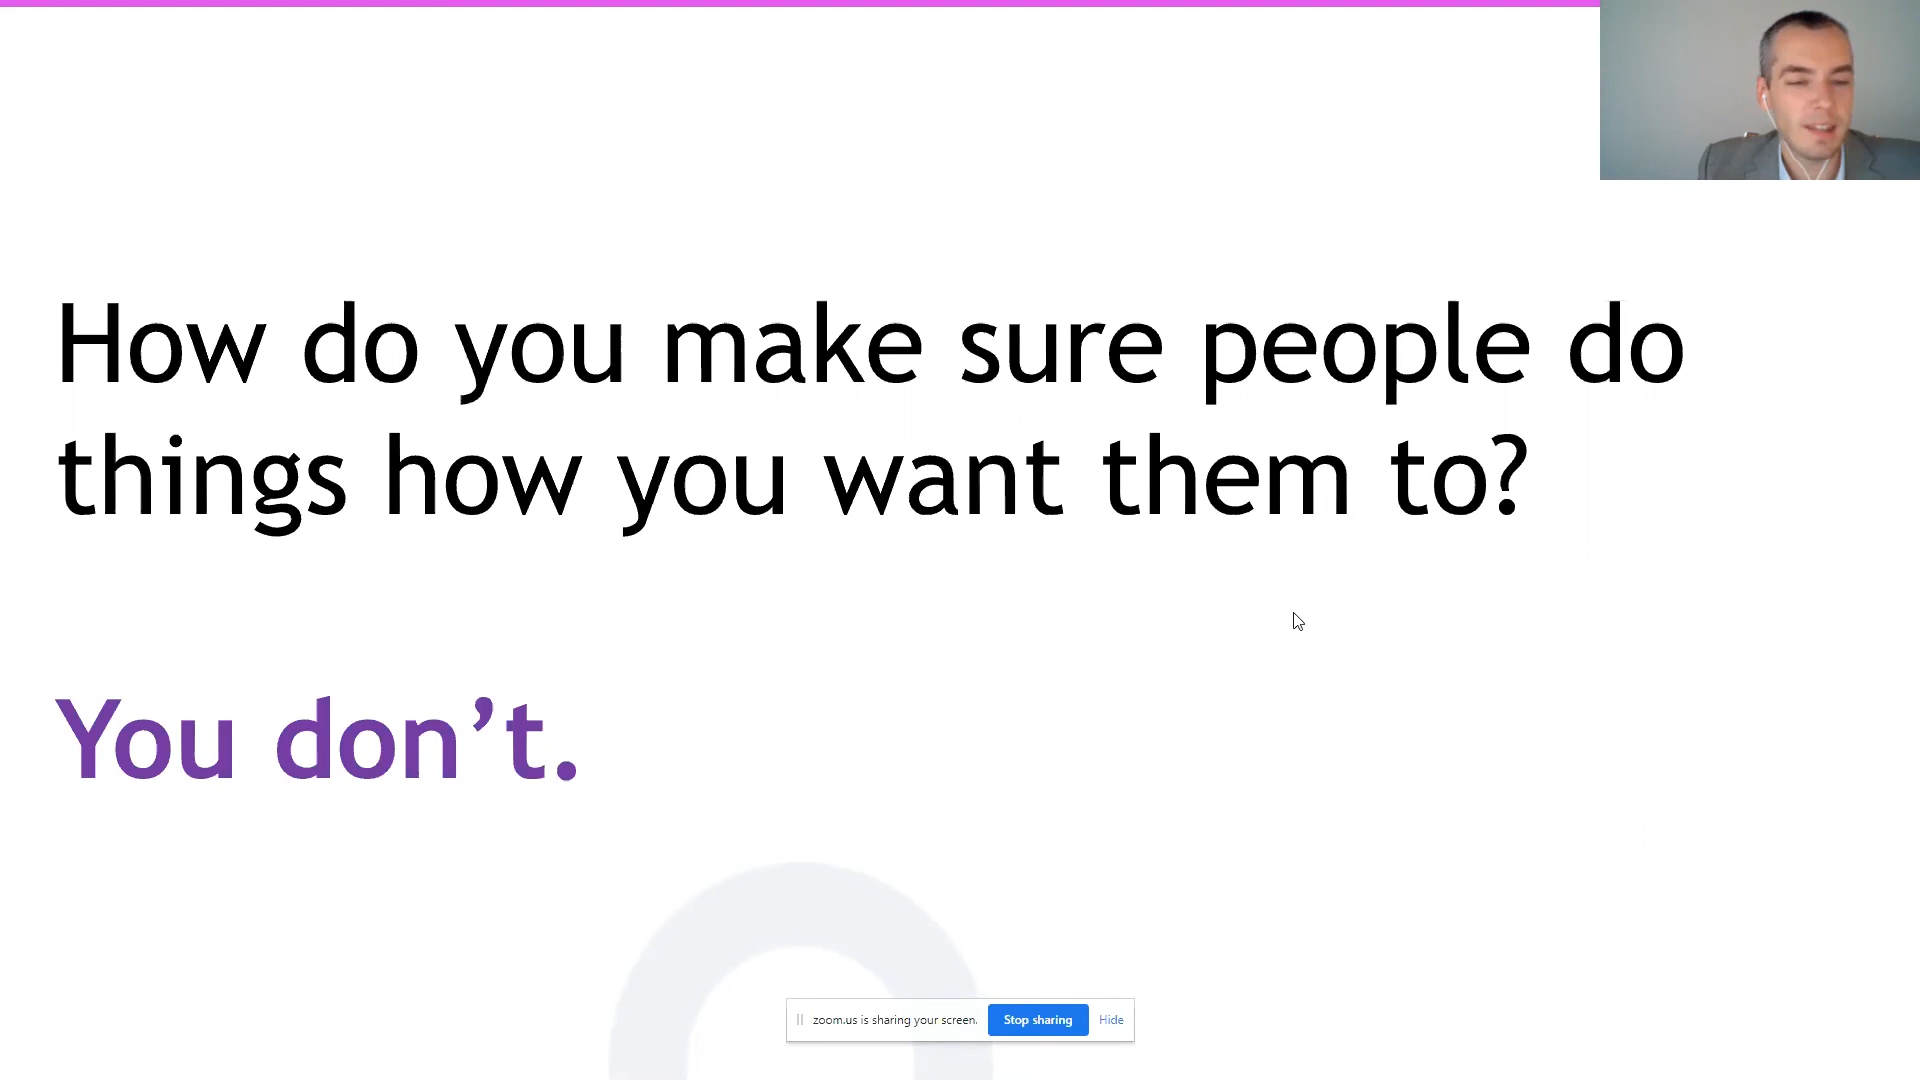 How do you make sure people do
things how you want them to?
You don’t.
zoom.us is sharing your screen.
Stop sharing
Hide